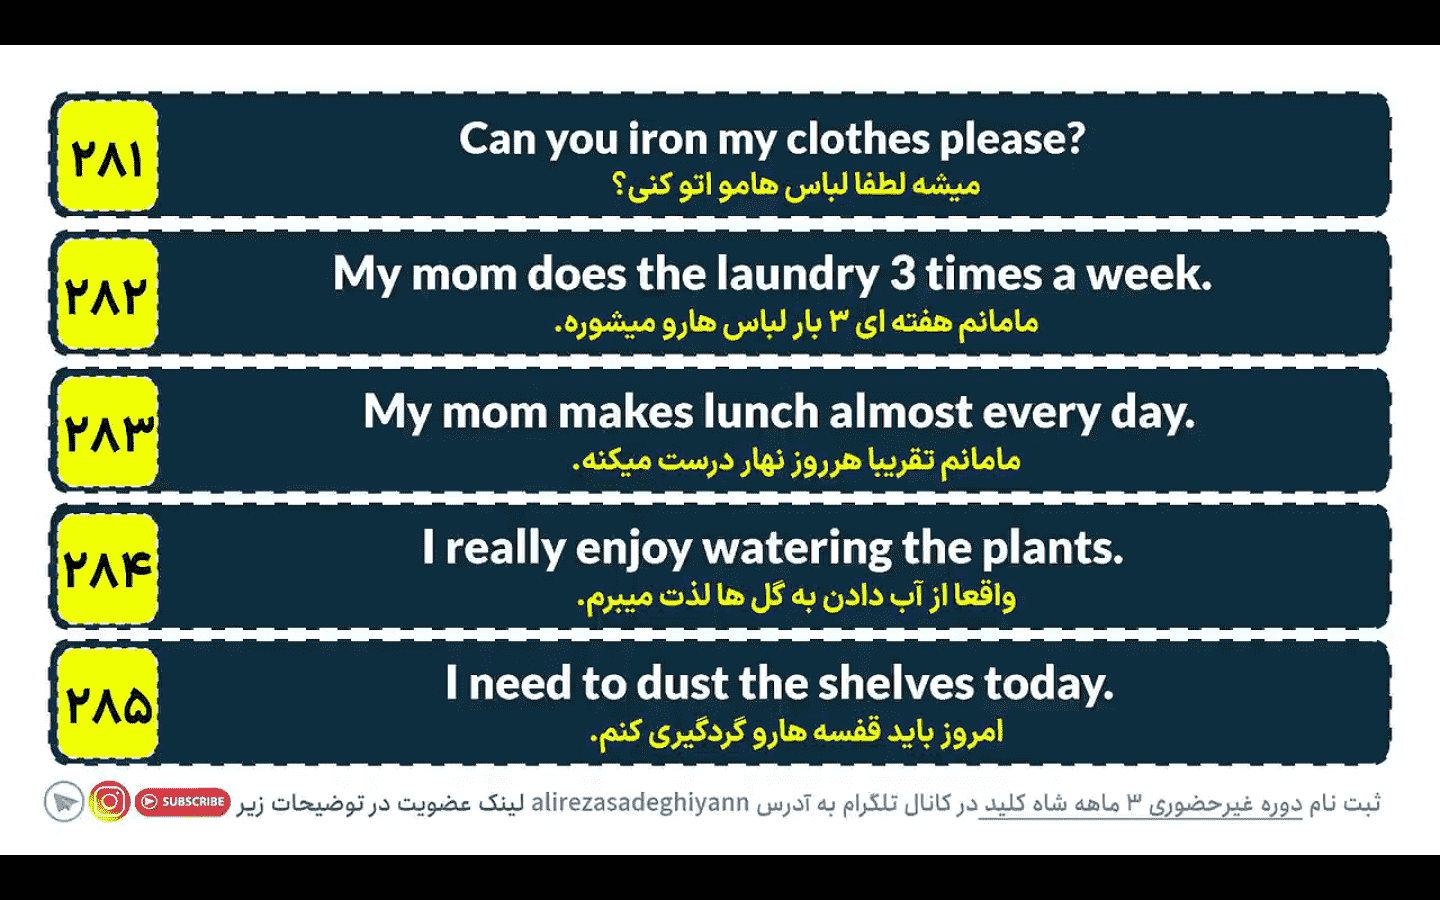 ۲۸۱
Can you iron my clothes please?
میشه لطفا لباس هامو اتو کنی؟
۲۸۲
My mom does the laundry 3 times a week.
مامانم هفته ای ۳ بار لباس هارو میشوره.
۲۸۳
My mom makes lunch almost every day.
مامانم تقریبا هرروز نهار درست میکنه.
۲۸۴
I really enjoy watering the plants.
واقعا از آب دادن به گل ها لذت میبرم.
۲۸۵
I need to dust the shelves today.
امروز باید قفسه هارو گردگیری کنم.
ثبت نام دوره غیرحضوری ۳ ماهه شاه کلید در کانال تلگرام به آدرس alirezasadeghiyann لینک عضویت در توضیحات زیر SUBSCRIBE